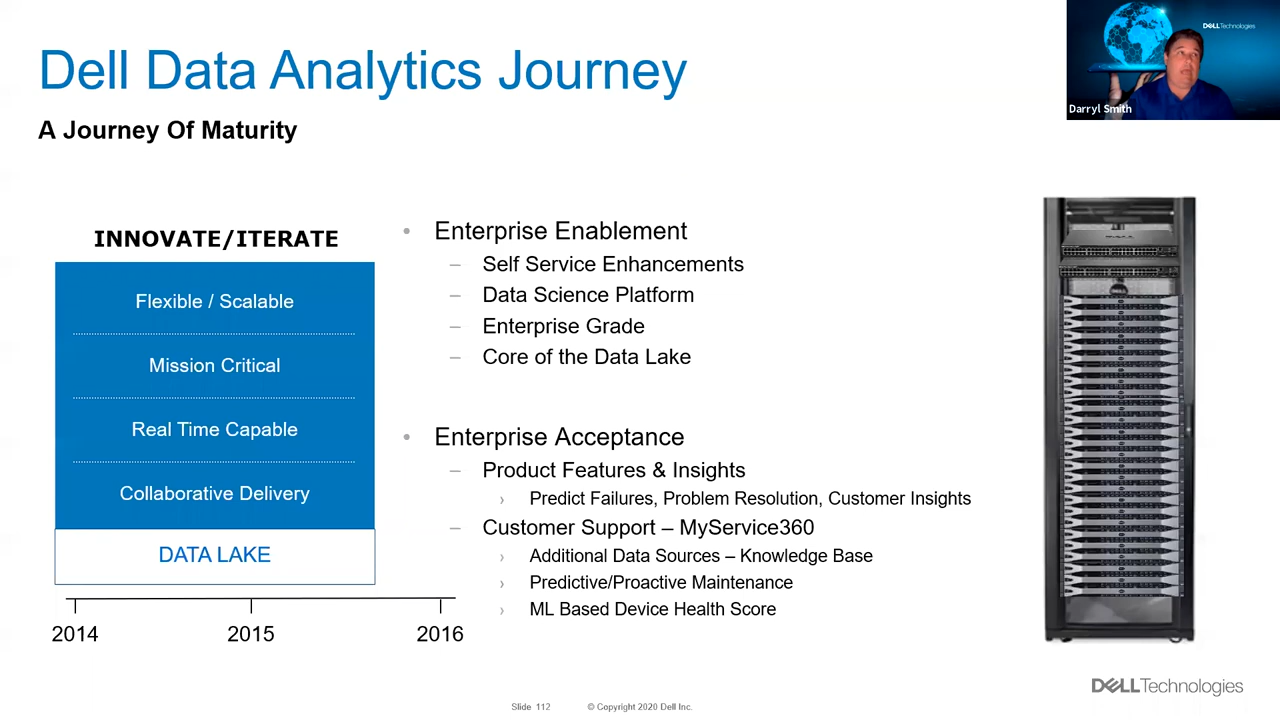 Dell Data Analytics Journey
A Journey Of Maturity
DELL Technologies
Darryl Smith
INNOVATE/ITERATE
Flexible / Scalable
Mission Critical
Real Time Capable
Collaborative Delivery
DATA LAKE
2014 2015 2016
• Enterprise Enablement
– Self Service Enhancements
– Data Science Platform
– Enterprise Grade
– Core of the Data Lake
• Enterprise Acceptance
– Product Features & Insights
› Predict Failures, Problem Resolution, Customer Insights
– Customer Support – MyService360
› Additional Data Sources – Knowledge Base
› Predictive/Proactive Maintenance
› ML Based Device Health Score
DELL
DELL Technologies
Slide 112 © Copyright 2020 Dell Inc.